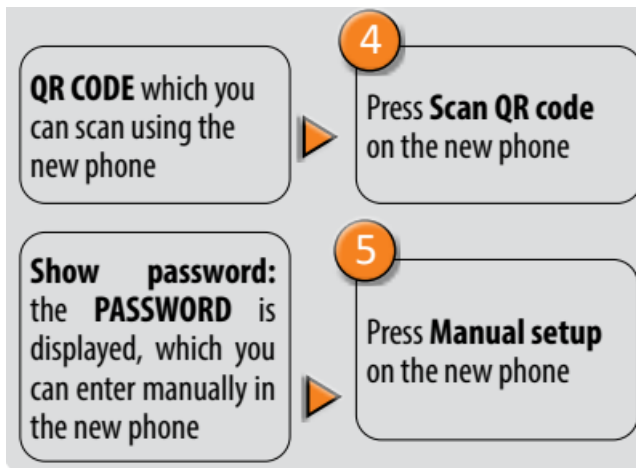 QR CODE which you
can scan using the
new phone
4
Press Scan QR code
on the new phone
Show password:
the PASSWORD is
displayed, which you
can enter manually in
the new phone
5
Press Manual setup
on the new phone